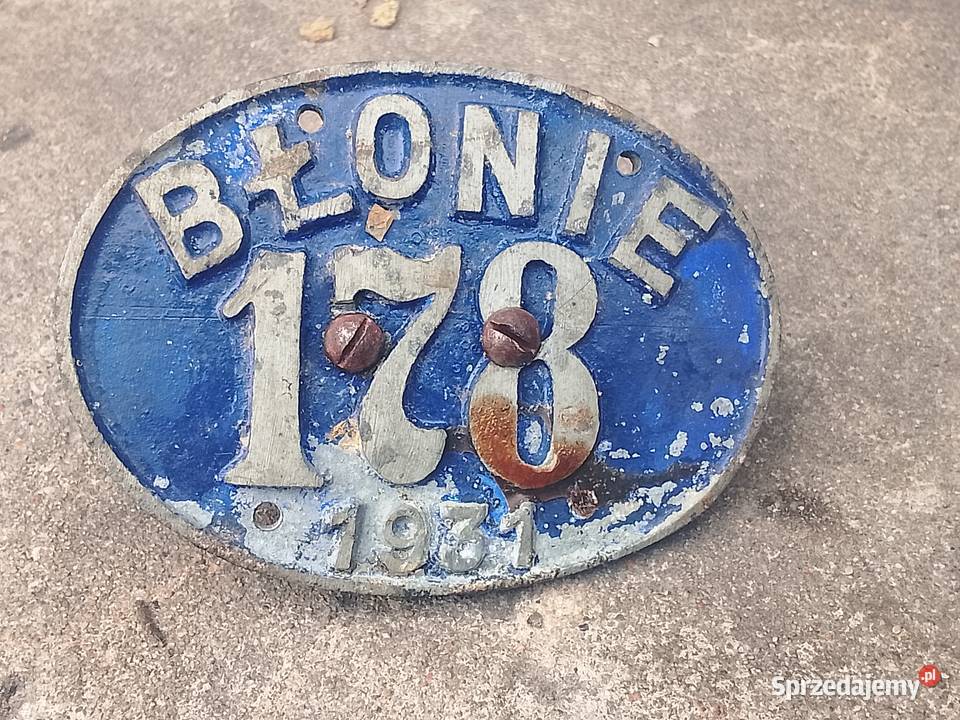 BŁONIE
178
1931
Sprzedajemy.pl